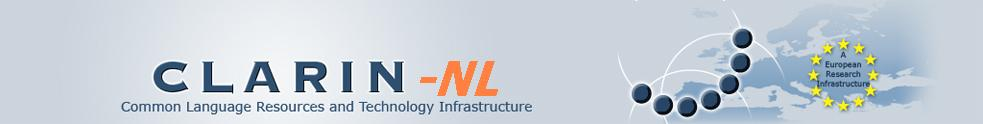 CLARIN -NL
Common Language Resources and Technology Infrastructure
A
European
Research
Infrastructure